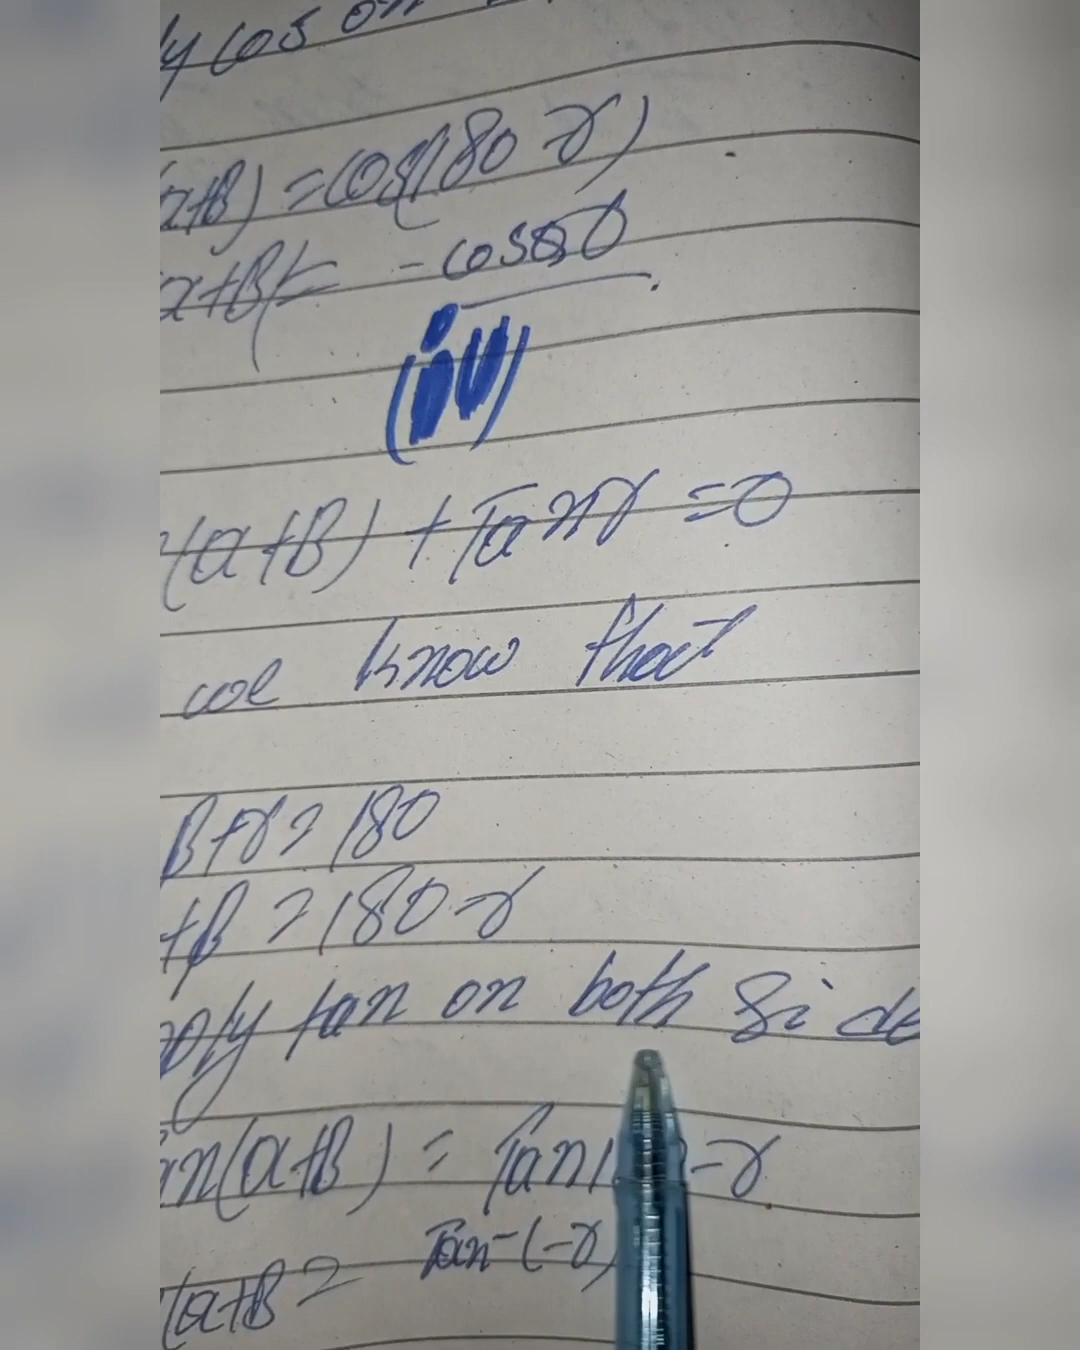 ly cos on
(α+β) = cos(180-γ)
α+β) = - cosγ
(iv)
(α+β) + Tanγ = 0
we know that
β+γ = 180
+β = 180-γ
ply tan on both side
an(α+β) = Tan1 -γ
Tan-(-γ)
(α+β =